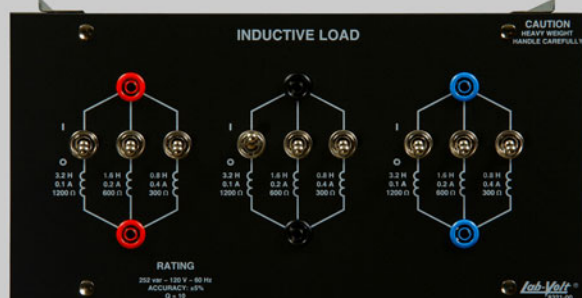 CAUTION
HEAVY WEIGHT
HANDLE CAREFULLY
INDUCTIVE LOAD
I
O
3.2 H
0.1 A
1200 Ω
1.6 H
0.2 A
600 Ω
0.8 H
0.4 A
300 Ω
I
O
3.2 H
0.1 A
1200 Ω
1.6 H
0.2 A
600 Ω
0.8 H
0.4 A
300 Ω
I
O
3.2 H
0.1 A
1200 Ω
1.6 H
0.2 A
600 Ω
0.8 H
0.4 A
300 Ω
RATING
252 var – 120 V – 60 Hz
ACCURACY: ±5%
Q = 10
Lab-Volt®